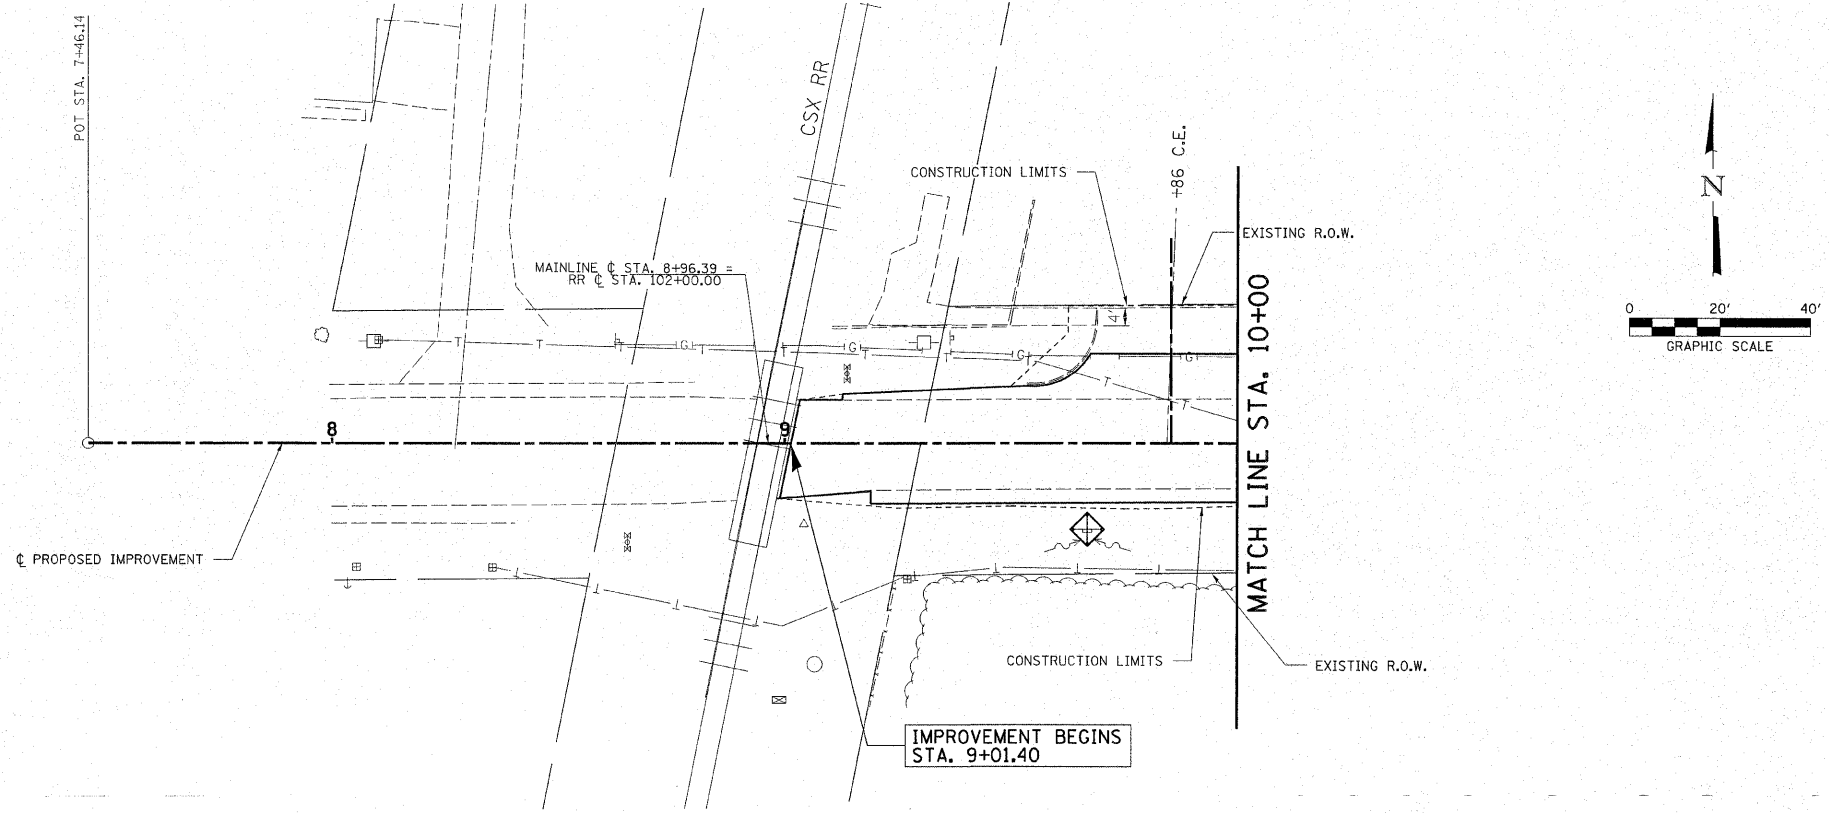 POT STA. 7+46.14
CSX RR
+86 C.E.
CONSTRUCTION LIMITS
EXISTING R.O.W.
N
MAINLINE ℄ STA. 8+96.39 =
RR ℄ STA. 102+00.00
4'
0 20' 40'
GRAPHIC SCALE
T T T G T T G T T G T G T
8 9
MATCH LINE STA. 10+00
℄ PROPOSED IMPROVEMENT
CONSTRUCTION LIMITS
EXISTING R.O.W.
IMPROVEMENT BEGINS
STA. 9+01.40